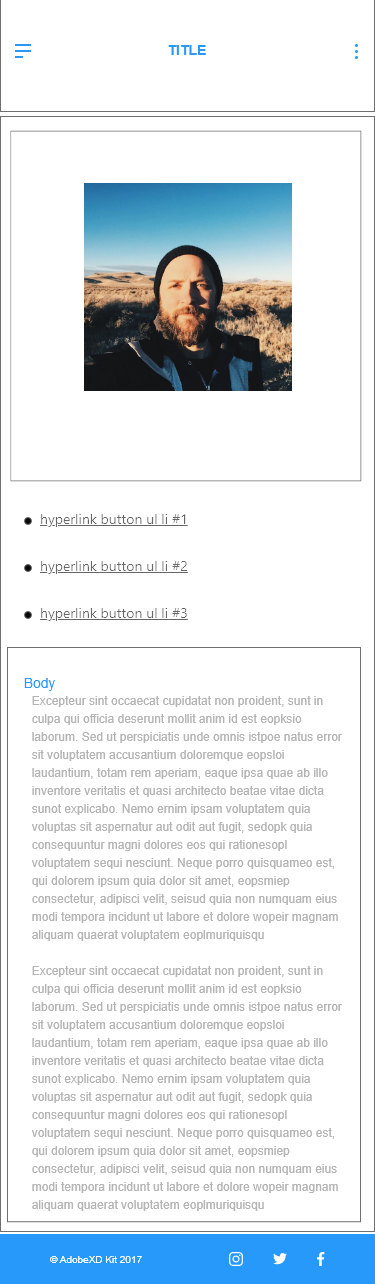 TITLE
hyperlink button ul li #1
hyperlink button ul li #2
hyperlink button ul li #3
Body
Excepteur sint occaecat cupidatat non proident, sunt in
culpa qui officia deserunt mollit anim id est eopksio
laborum. Sed ut perspiciatis unde omnis istpoe natus error
sit voluptatem accusantium doloremque eopsloi
laudantium, totam rem aperiam, eaque ipsa quae ab illo
inventore veritatis et quasi architecto beatae vitae dicta
sunot explicabo. Nemo ernim ipsam voluptatem quia
voluptas sit aspernatur aut odit aut fugit, sedopk quia
consequuntur magni dolores eos qui rationesopl
voluptatem sequi nesciunt. Neque porro quisquameo est,
qui dolorem ipsum quia dolor sit amet, eopsmiep
consectetur, adipisci velit, seisud quia non numquam eius
modi tempora incidunt ut labore et dolore wopeir magnam
aliquam quaerat voluptatem eoplmuriquisqu
Excepteur sint occaecat cupidatat non proident, sunt in
culpa qui officia deserunt mollit anim id est eopksio
laborum. Sed ut perspiciatis unde omnis istpoe natus error
sit voluptatem accusantium doloremque eopsloi
laudantium, totam rem aperiam, eaque ipsa quae ab illo
inventore veritatis et quasi architecto beatae vitae dicta
sunot explicabo. Nemo ernim ipsam voluptatem quia
voluptas sit aspernatur aut odit aut fugit, sedopk quia
consequuntur magni dolores eos qui rationesopl
voluptatem sequi nesciunt. Neque porro quisquameo est,
qui dolorem ipsum quia dolor sit amet, eopsmiep
consectetur, adipisci velit, seisud quia non numquam eius
modi tempora incidunt ut labore et dolore wopeir magnam
aliquam quaerat voluptatem eoplmuriquisqu
© AdobeXD Kit 2017